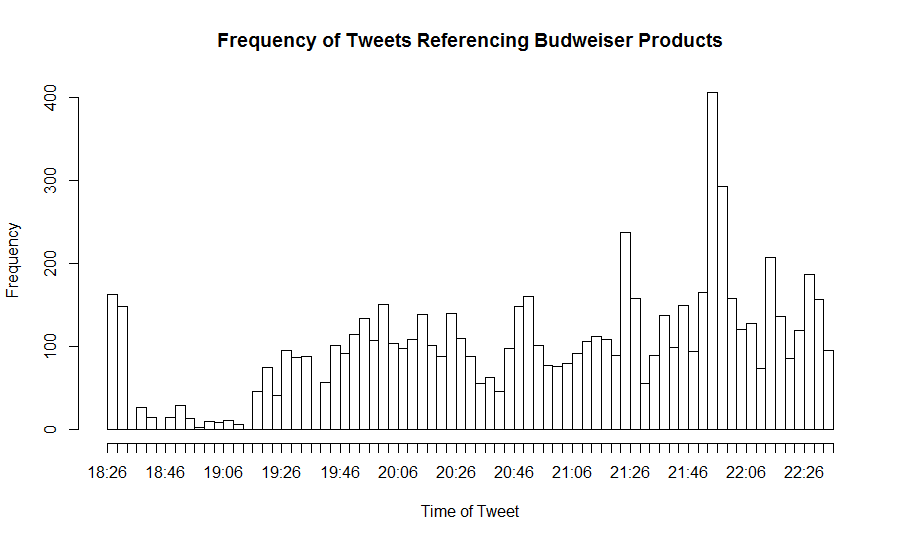 Frequency of Tweets Referencing Budweiser Products
Frequency
400
300
200
100
0
18:26 18:46 19:06 19:26 19:46 20:06 20:26 20:46 21:06 21:26 21:46 22:06 22:26
Time of Tweet